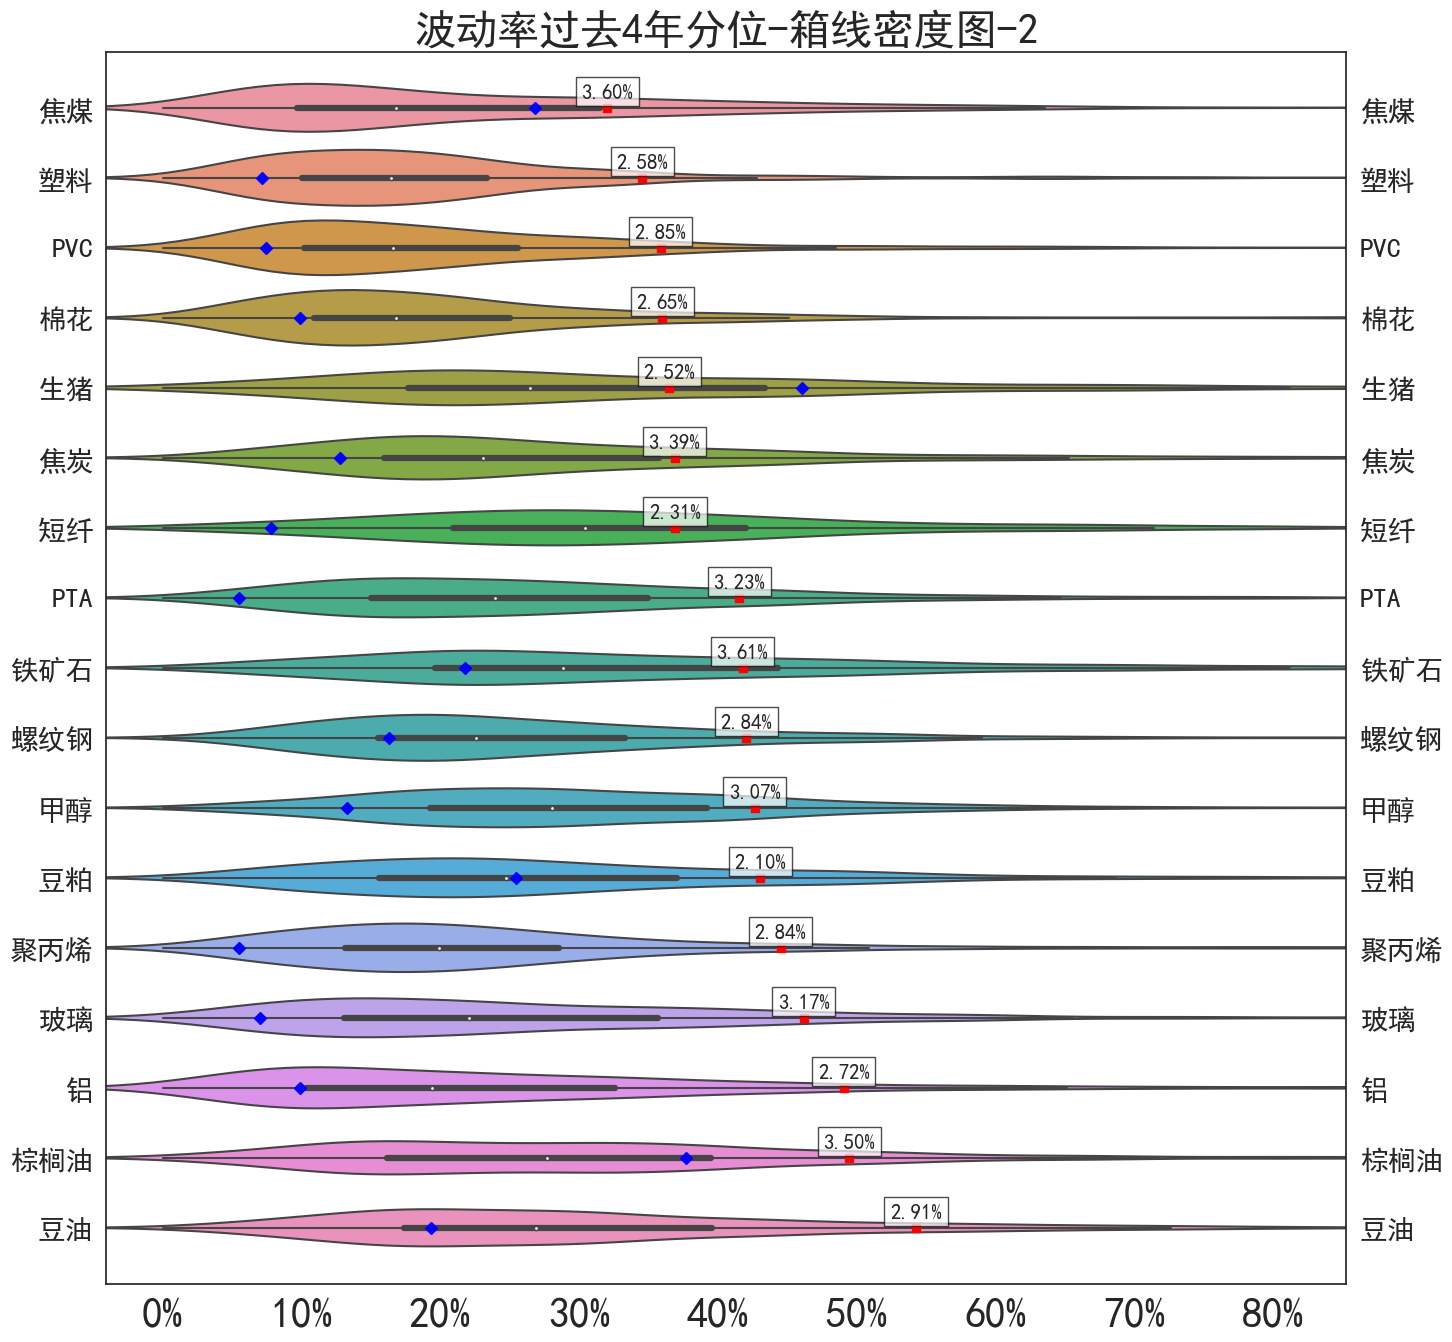 波动率过去4年分位-箱线密度图-2
焦煤 3.60% 焦煤
塑料 2.58% 塑料
PVC 2.85% PVC
棉花 2.65% 棉花
生猪 2.52% 生猪
焦炭 3.39% 焦炭
短纤 2.31% 短纤
PTA 3.23% PTA
铁矿石 3.61% 铁矿石
螺纹钢 2.84% 螺纹钢
甲醇 3.07% 甲醇
豆粕 2.10% 豆粕
聚丙烯 2.84% 聚丙烯
玻璃 3.17% 玻璃
铝 2.72% 铝
棕榈油 3.50% 棕榈油
豆油 2.91% 豆油
0% 10% 20% 30% 40% 50% 60% 70% 80%